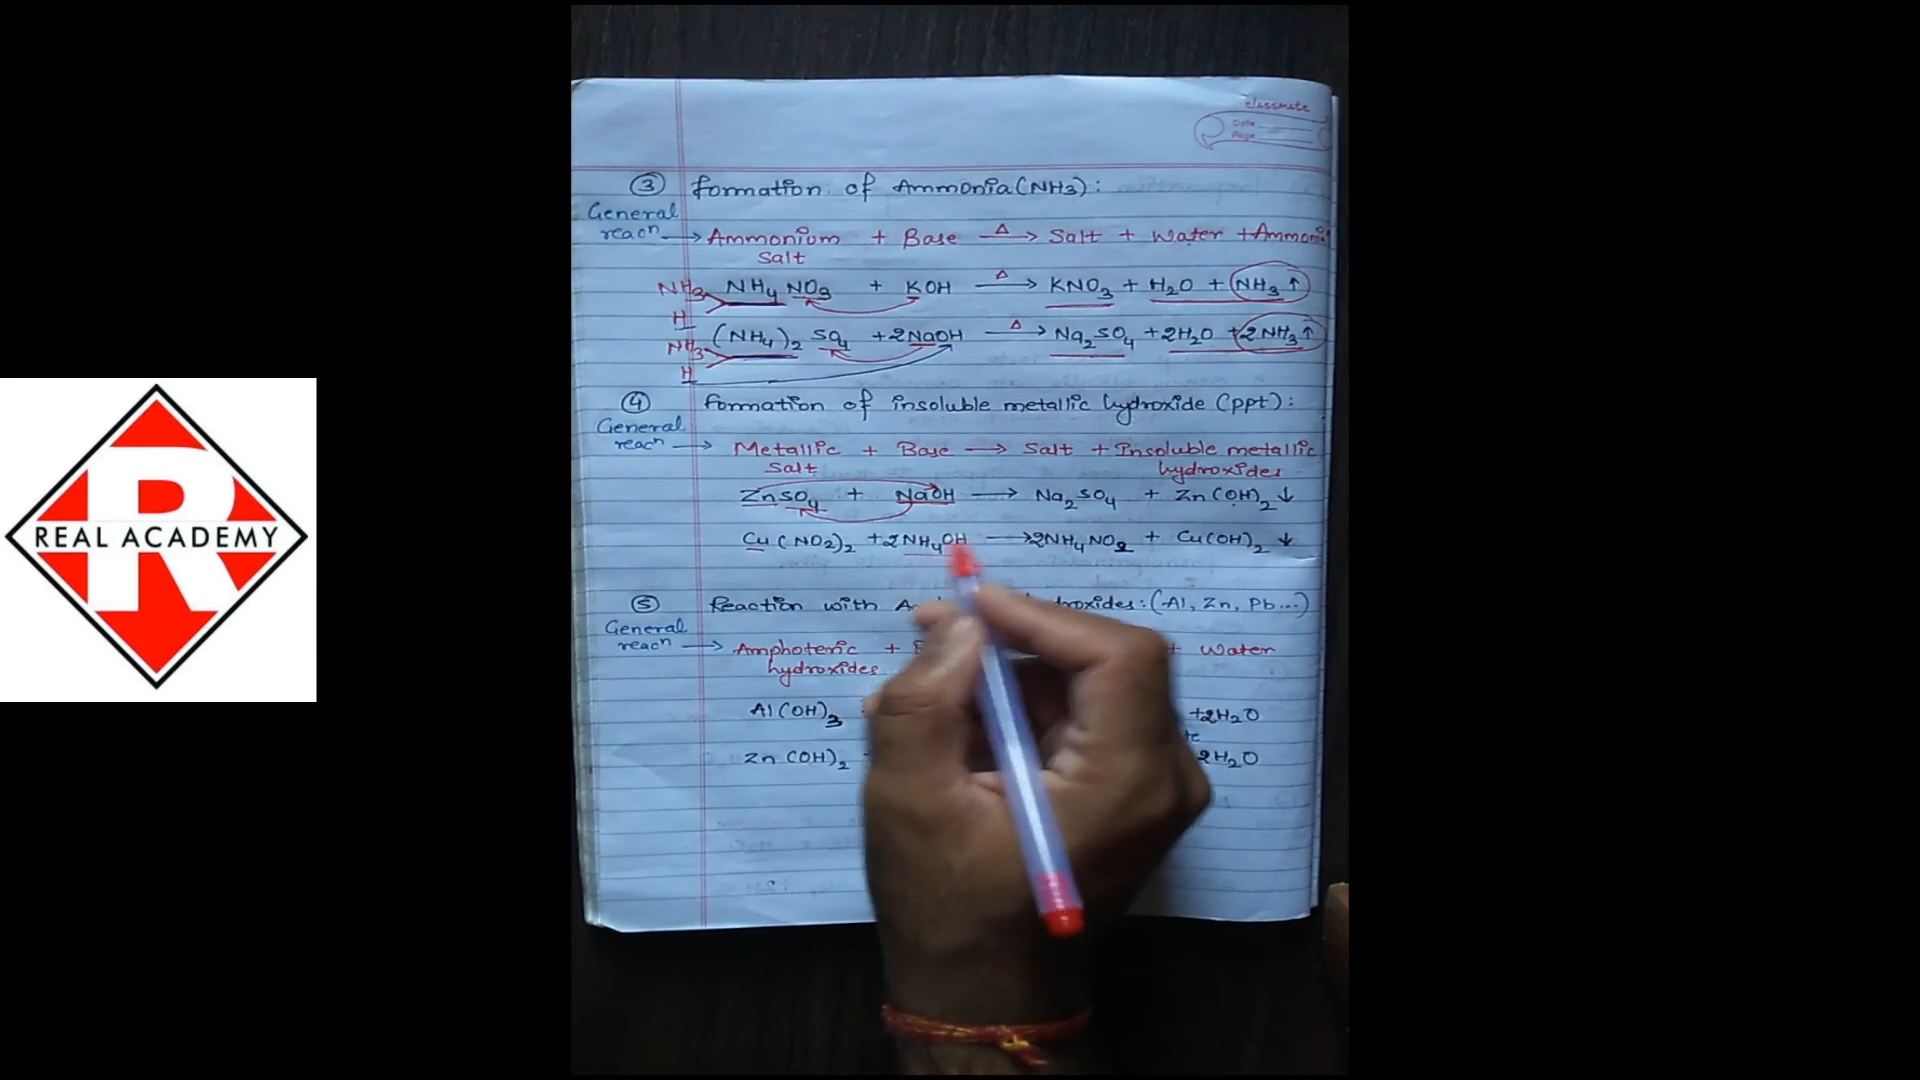 classmate
Date
Page
③ Formation of Ammonia (NH3):
General reacn → Ammonium Salt + Base —Δ→ Salt + Water + Ammonia
NH3 H NH4 NO3 + KOH —Δ→ KNO3 + H2O + NH3↑
NH3 H (NH4)2 SO4 + 2NaOH —Δ→ Na2SO4 + 2H2O + 2NH3↑
④ Formation of insoluble metallic hydroxide (ppt):
General reacn → Metallic Salt + Base → Salt + Insoluble metallic hydroxides
ZnSO4 + NaOH → Na2SO4 + Zn(OH)2↓
Cu(NO2)2 + 2NH4OH → 2NH4NO2 + Cu(OH)2↓
⑤ Reaction with hydroxides: (Al, Zn, Pb...)
General reacn → Amphoteric hydroxides + + Water
Al(OH)3 +2H2O
Zn(OH)2 2H2O
R
REAL ACADEMY